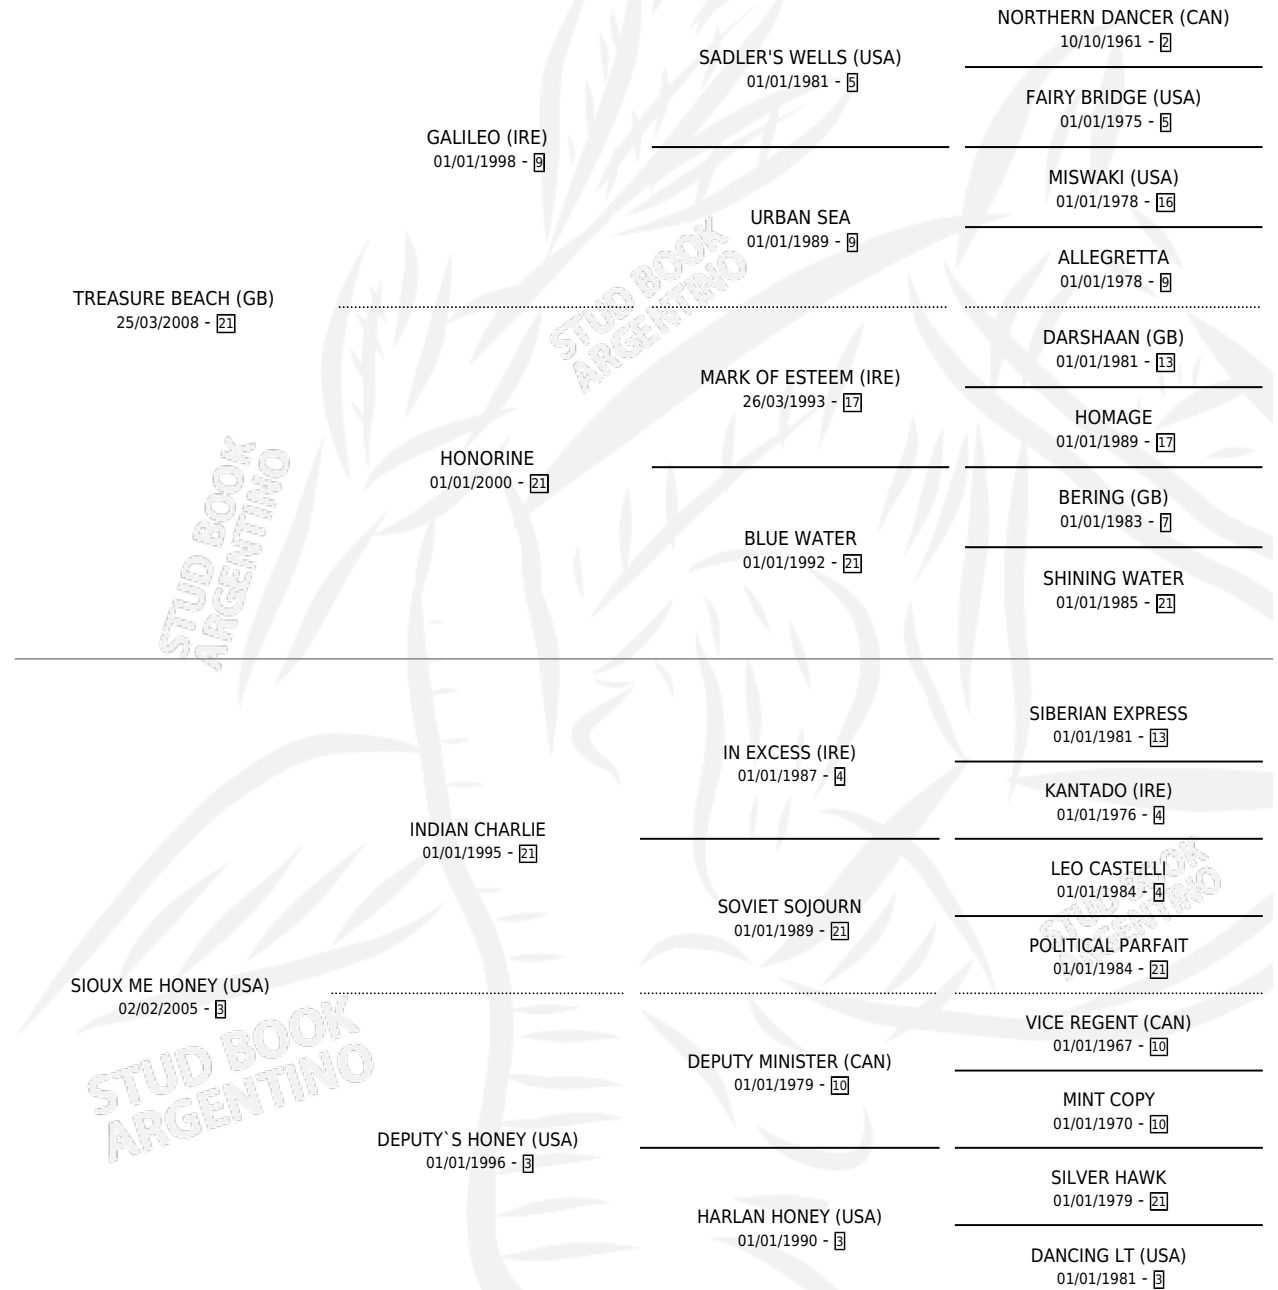 NORTHERN DANCER (CAN)
10/10/1961 - 2
SADLER'S WELLS (USA)
01/01/1981 - 5
FAIRY BRIDGE (USA)
01/01/1975 - 5
GALILEO (IRE)
01/01/1998 - 9
MISWAKI (USA)
01/01/1978 - 16
URBAN SEA
01/01/1989 - 9
ALLEGRETTA
01/01/1978 - 9
TREASURE BEACH (GB)
25/03/2008 - 21
DARSHAAN (GB)
01/01/1981 - 13
MARK OF ESTEEM (IRE)
26/03/1993 - 17
HOMAGE
01/01/1989 - 17
HONORINE
01/01/2000 - 21
BERING (GB)
01/01/1983 - 7
BLUE WATER
01/01/1992 - 21
SHINING WATER
01/01/1985 - 21
SIBERIAN EXPRESS
01/01/1981 - 13
IN EXCESS (IRE)
01/01/1987 - 4
KANTADO (IRE)
01/01/1976 - 4
INDIAN CHARLIE
01/01/1995 - 21
LEO CASTELLI
01/01/1984 - 4
SOVIET SOJOURN
01/01/1989 - 21
POLITICAL PARFAIT
01/01/1984 - 21
SIOUX ME HONEY (USA)
02/02/2005 - 3
VICE REGENT (CAN)
01/01/1967 - 10
DEPUTY MINISTER (CAN)
01/01/1979 - 10
MINT COPY
01/01/1970 - 10
DEPUTY`S HONEY (USA)
01/01/1996 - 3
SILVER HAWK
01/01/1979 - 21
HARLAN HONEY (USA)
01/01/1990 - 3
DANCING LT (USA)
01/01/1981 - 3
STUD BOOK
ARGENTINO
STUD BOOK
ARGENTINO
STUD BOOK
ARGENTINO
STUD BOOK
ARGENTINO